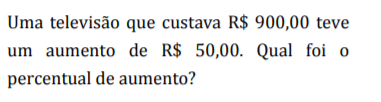 Uma televisão que custava R$ 900,00 teve
um aumento de R$ 50,00. Qual foi o
percentual de aumento?